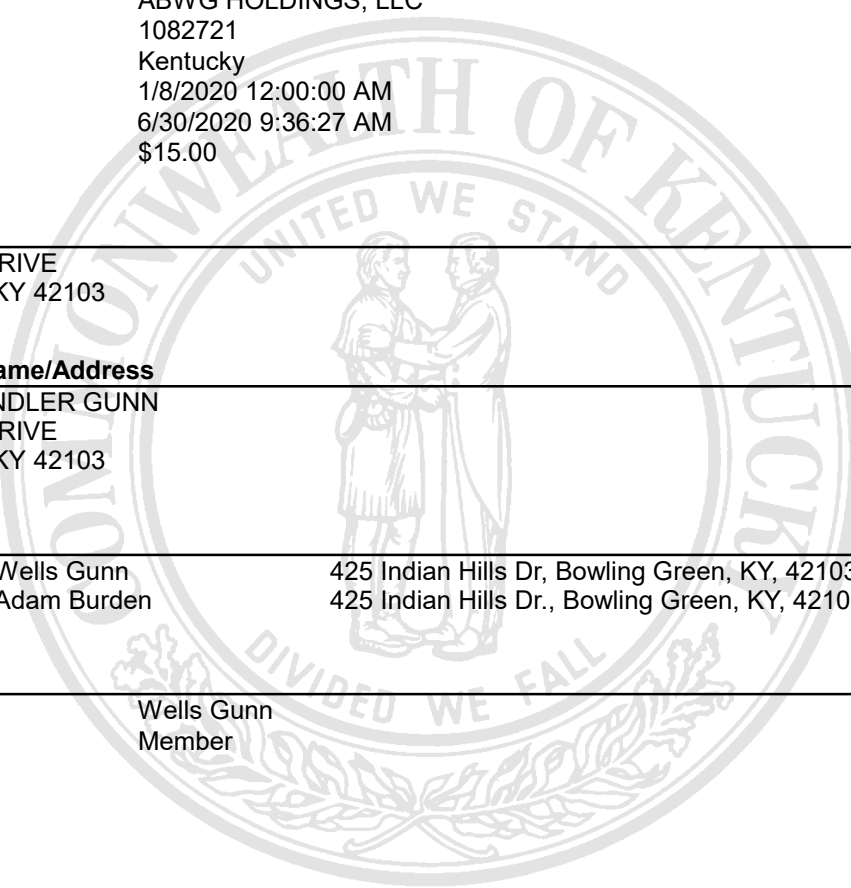 ABWG HOLDINGS, LLC
1082721
Kentucky
1/8/2020 12:00:00 AM
6/30/2020 9:36:27 AM
$15.00
COMMONWEALTH OF KENTUCKY
UNITED WE STAND
RIVE
KY 42103
ame/Address
NDLER GUNN
RIVE
KY 42103
Wells Gunn 425 Indian Hills Dr, Bowling Green, KY, 42103
Adam Burden 425 Indian Hills Dr., Bowling Green, KY, 4210
DIVIDED WE FALL
Wells Gunn
Member